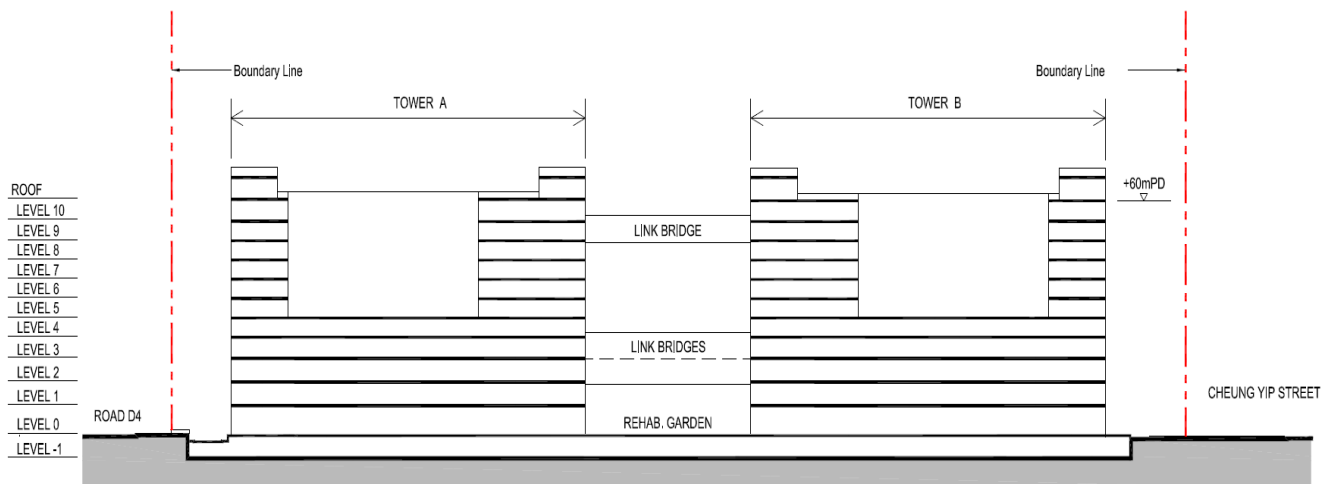 Boundary Line
Boundary Line
TOWER A
TOWER B
ROOF
+60mPD
LEVEL 10
LEVEL 9
LINK BRIDGE
LEVEL 8
LEVEL 7
LEVEL 6
LEVEL 5
LEVEL 4
LEVEL 3
LINK BRIDGES
LEVEL 2
LEVEL 1
CHEUNG YIP STREET
ROAD D4
LEVEL 0
REHAB. GARDEN
LEVEL -1